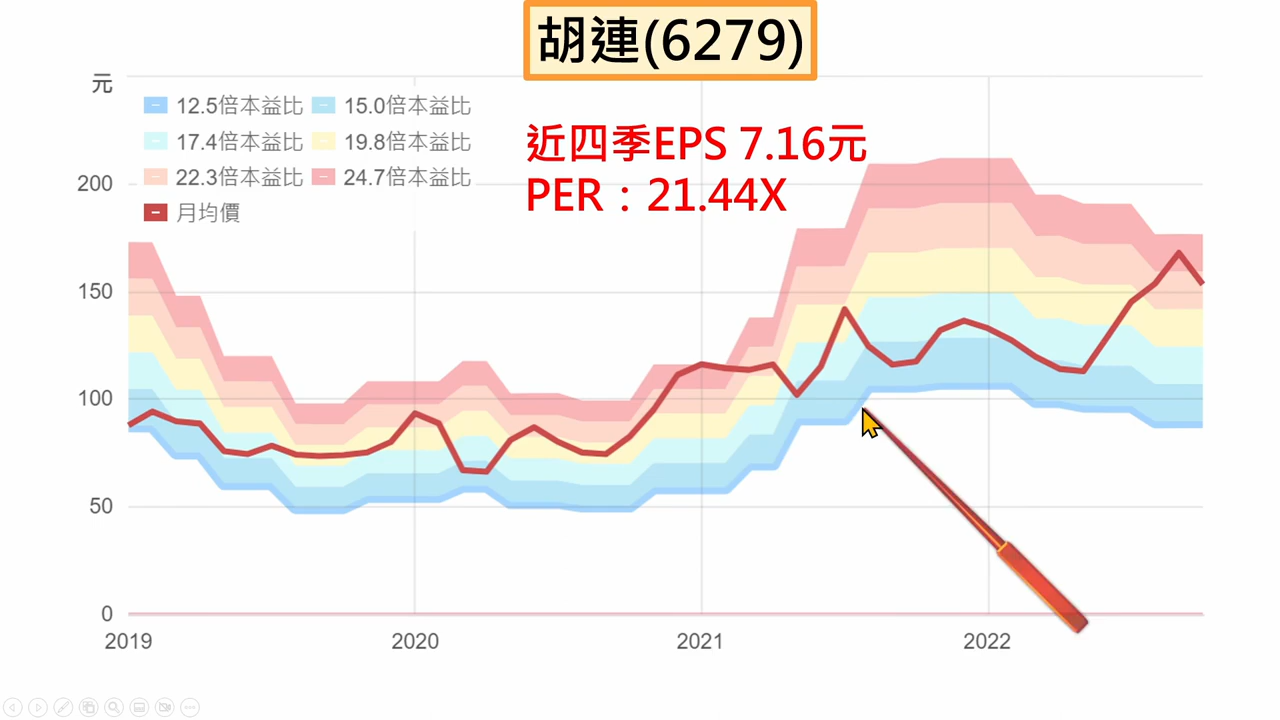 胡連(6279)
元
12.5倍本益比 15.0倍本益比
17.4倍本益比 19.8倍本益比
22.3倍本益比 24.7倍本益比
月均價
近四季EPS 7.16元
PER：21.44X
200
150
100
50
0
2019 2020 2021 2022